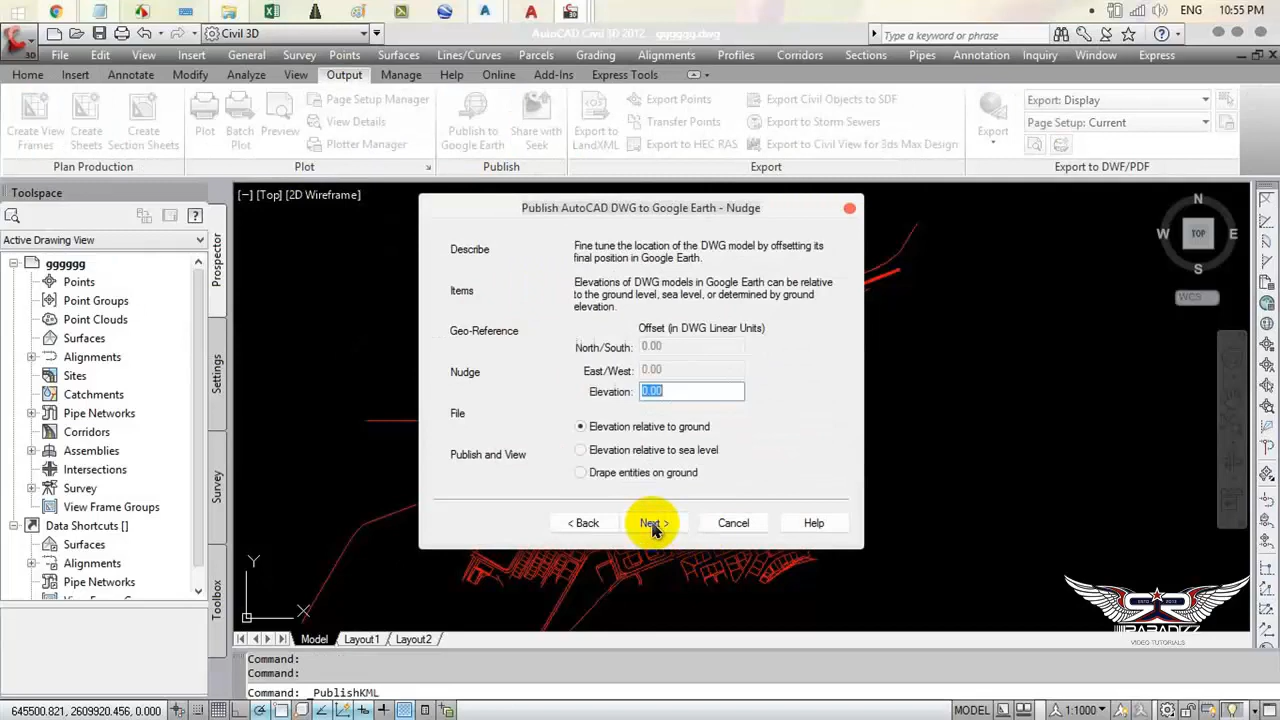 ENG 10:55 PM
Civil 3D
AutoCAD Civil 3D 2012 gggggg.dwg
Type a keyword or phrase
File Edit View Insert General Survey Points Surfaces Lines/Curves Parcels Grading Alignments Profiles Corridors Sections Pipes Annotation Inquiry Window Express
Home Insert Annotate Modify Analyze View Output Manage Help Online Add-Ins Express Tools
Create View Frames
Create Sheets
Create Section Sheets
Plan Production
Plot
Batch Plot
Preview
Page Setup Manager
View Details
Plotter Manager
Plot
Publish to Google Earth
Share with Seek
Publish
Export to LandXML
Export Points
Transfer Points
Export to HEC RAS
Export Civil Objects to SDF
Export to Storm Sewers
Export to Civil View for 3ds Max Design
Export
Export
Export: Display
Page Setup: Current
Export to DWF/PDF
Toolspace
Active Drawing View
gggggg
Points
Point Groups
Point Clouds
Surfaces
Alignments
Sites
Catchments
Pipe Networks
Corridors
Assemblies
Intersections
Survey
View Frame Groups
Data Shortcuts []
Surfaces
Alignments
Pipe Networks
Prospector
Settings
Survey
Toolbox
[−] [Top] [2D Wireframe]
N
W TOP E
S
WCS
Publish AutoCAD DWG to Google Earth - Nudge
Describe
Items
Geo-Reference
Nudge
File
Publish and View
Fine tune the location of the DWG model by offsetting its
final position in Google Earth.
Elevations of DWG models in Google Earth can be relative
to the ground level, sea level, or determined by ground
elevation.
Offset (in DWG Linear Units)
North/South: 0.00
East/West: 0.00
Elevation: 0.00
Elevation relative to ground
Elevation relative to sea level
Drape entities on ground
< Back Next > Cancel Help
Y
X
VIDEO TUTORIALS
Model Layout1 Layout2
Command:
Command:
Command: _PublishKML
645500.821, 2609920.456, 0.000
MODEL
1:1000